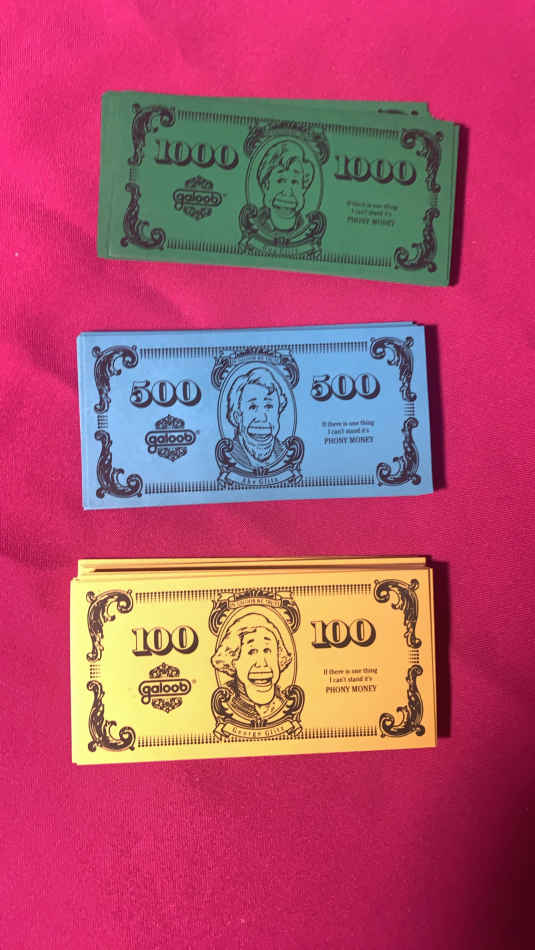 1000 1000
galoob
If there is one thing
I can't stand it's
PHONY MONEY
500 500
galoob®
If there is one thing
I can't stand it's
PHONY MONEY
Abe Glitz
100 100
galoob®
If there is one thing
I can't stand it's
PHONY MONEY
George Glitz